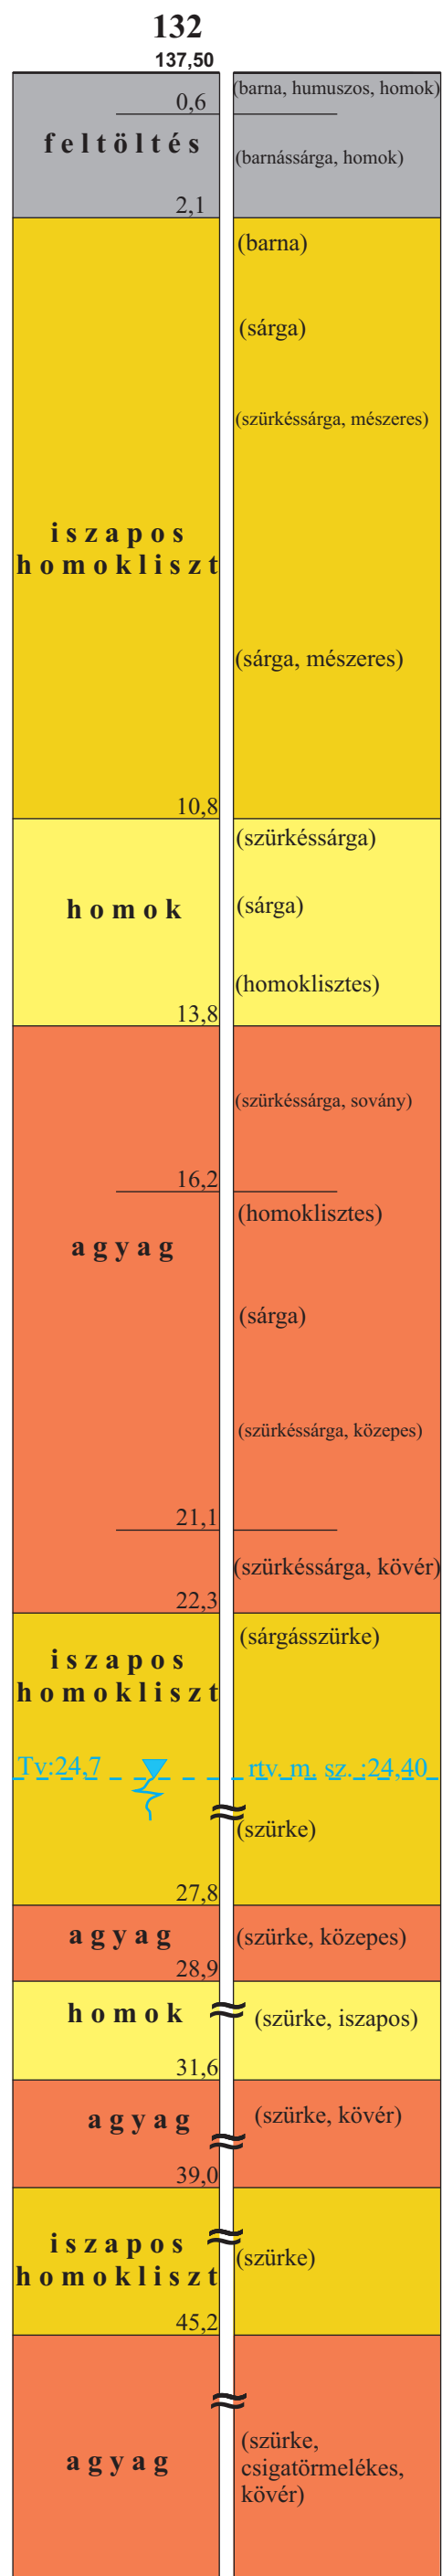 132
137,50
(barna, humuszos, homok)
0,6
feltöltés
(barnássárga, homok)
2,1
(barna)
(sárga)
(szürkéssárga, mészeres)
iszapos
homokliszt
(sárga, mészeres)
10,8
(szürkéssárga)
homok
(sárga)
(homoklisztes)
13,8
(szürkéssárga, sovány)
16,2
(homoklisztes)
agyag
(sárga)
(szürkéssárga, közepes)
21,1
(szürkéssárga, kövér)
22,3
(sárgásszürke)
iszapos
homokliszt
Tv:24,7
rtv. m. sz. :24,40
(szürke)
27,8
agyag
(szürke, közepes)
28,9
homok
(szürke, iszapos)
31,6
agyag
(szürke, kövér)
39,0
iszapos
homokliszt
(szürke)
45,2
agyag
(szürke,
csigatörmelékes,
kövér)